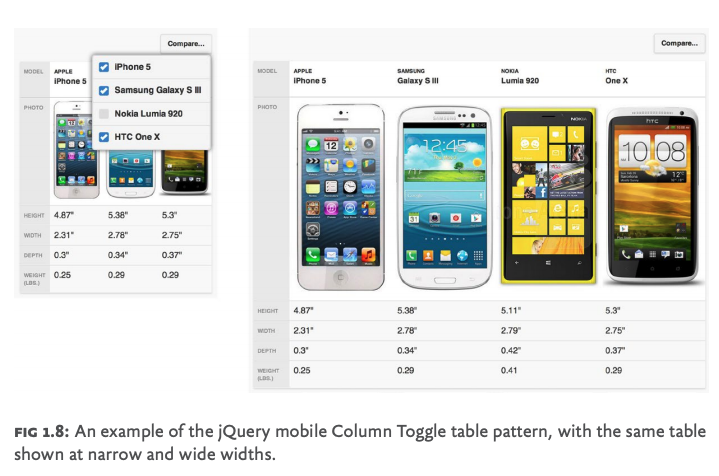 Compare...
iPhone 5
Samsung Galaxy S III
Nokia Lumia 920
HTC One X
MODEL
APPLE
iPhone 5
PHOTO
HEIGHT 4.87" 5.38" 5.3"
WIDTH 2.31" 2.78" 2.75"
DEPTH 0.3" 0.34" 0.37"
WEIGHT (LBS.) 0.25 0.29 0.29
Compare...
MODEL
APPLE SAMSUNG NOKIA HTC
iPhone 5 Galaxy S III Lumia 920 One X
PHOTO
12:45
NOKIA
hTC
10 08
HEIGHT 4.87" 5.38" 5.11" 5.3"
WIDTH 2.31" 2.78" 2.79" 2.75"
DEPTH 0.3" 0.34" 0.42" 0.37"
WEIGHT (LBS.) 0.25 0.29 0.41 0.29
FIG 1.8: An example of the jQuery mobile Column Toggle table pattern, with the same table
shown at narrow and wide widths.